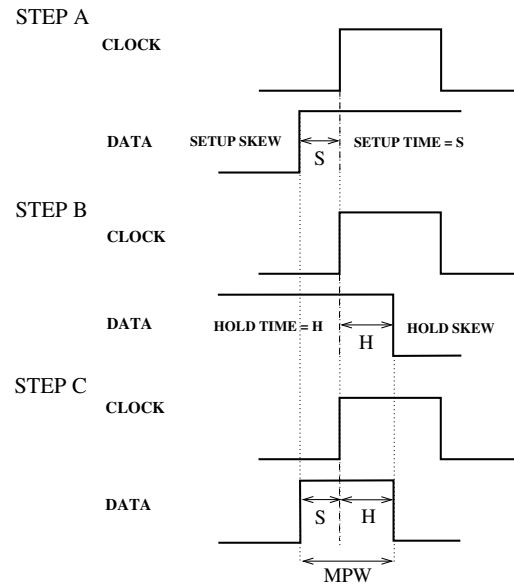 STEP A
CLOCK
DATA SETUP SKEW S SETUP TIME = S
STEP B
CLOCK
DATA HOLD TIME = H H HOLD SKEW
STEP C
CLOCK
DATA S H
MPW